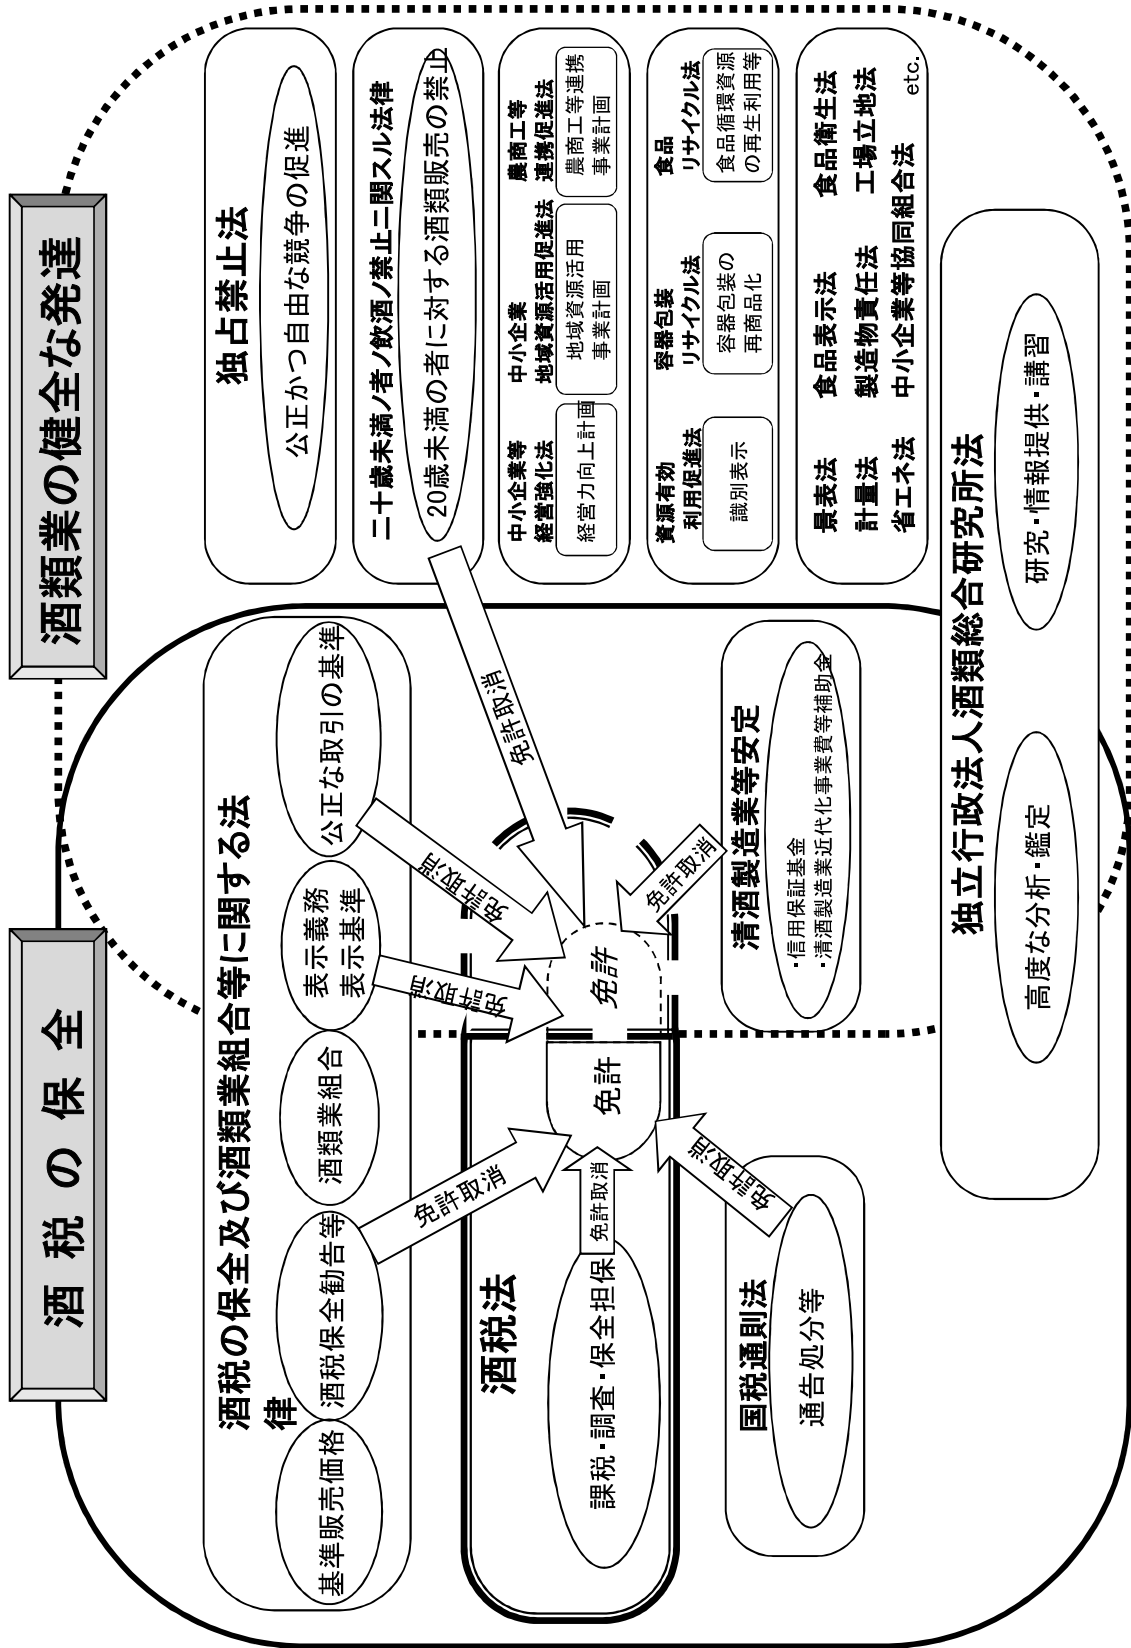 酒税の保全
酒類業の健全な発達
酒税の保全及び酒類業組合等に関する法
律
基準販売価格
酒税保全勧告等
酒類業組合
表示義務
表示基準
公正な取引の基準
免許取消
免許取消
免許取消
酒税法
課税・調査・保全担保
免許取消
免許
免許
免許取消
免許取消
免許取消
国税通則法
通告処分等
清酒製造業等安定
・信用保証基金
・清酒製造業近代化事業費等補助金
独立行政法人酒類総合研究所法
高度な分析・鑑定
研究・情報提供・講習
独占禁止法
公正かつ自由な競争の促進
二十歳未満ノ者ノ飲酒ノ禁止ニ関スル法律
20歳未満の者に対する酒類販売の禁止
中小企業等
経営強化法
経営力向上計画
中小企業
地域資源活用促進法
地域資源活用
事業計画
農商工等
連携促進法
農商工等連携
事業計画
資源有効
利用促進法
識別表示
容器包装
リサイクル法
容器包装の
再商品化
食品
リサイクル法
食品循環資源
の再生利用等
景表法 食品表示法 食品衛生法
計量法 製造物責任法 工場立地法
省エネ法 中小企業等協同組合法 etc.